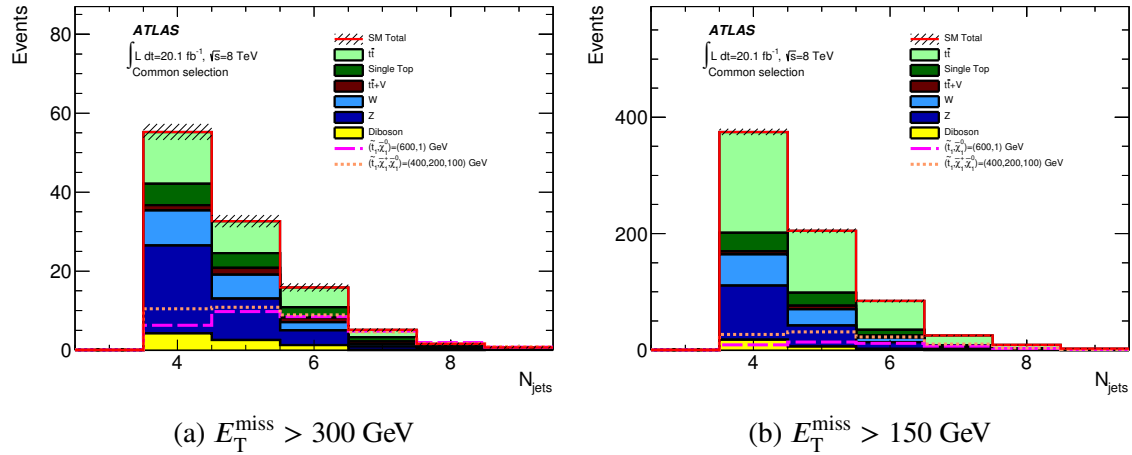 Events
80
60
40
20
0
ATLAS
∫L dt=20.1 fb⁻¹, √s=8 TeV
Common selection
SM Total
tt̄
Single Top
tt̄+V
W
Z
Diboson
(t̃₁,χ̃₁⁰)=(600,1) GeV
(t̃₁,χ̃₁⁺,χ̃₁⁰)=(400,200,100) GeV
4 6 8
N_jets
(a) E_T^miss > 300 GeV
Events
400
200
0
ATLAS
∫L dt=20.1 fb⁻¹, √s=8 TeV
Common selection
SM Total
tt̄
Single Top
tt̄+V
W
Z
Diboson
(t̃₁,χ̃₁⁰)=(600,1) GeV
(t̃₁,χ̃₁⁺,χ̃₁⁰)=(400,200,100) GeV
4 6 8
N_jets
(b) E_T^miss > 150 GeV